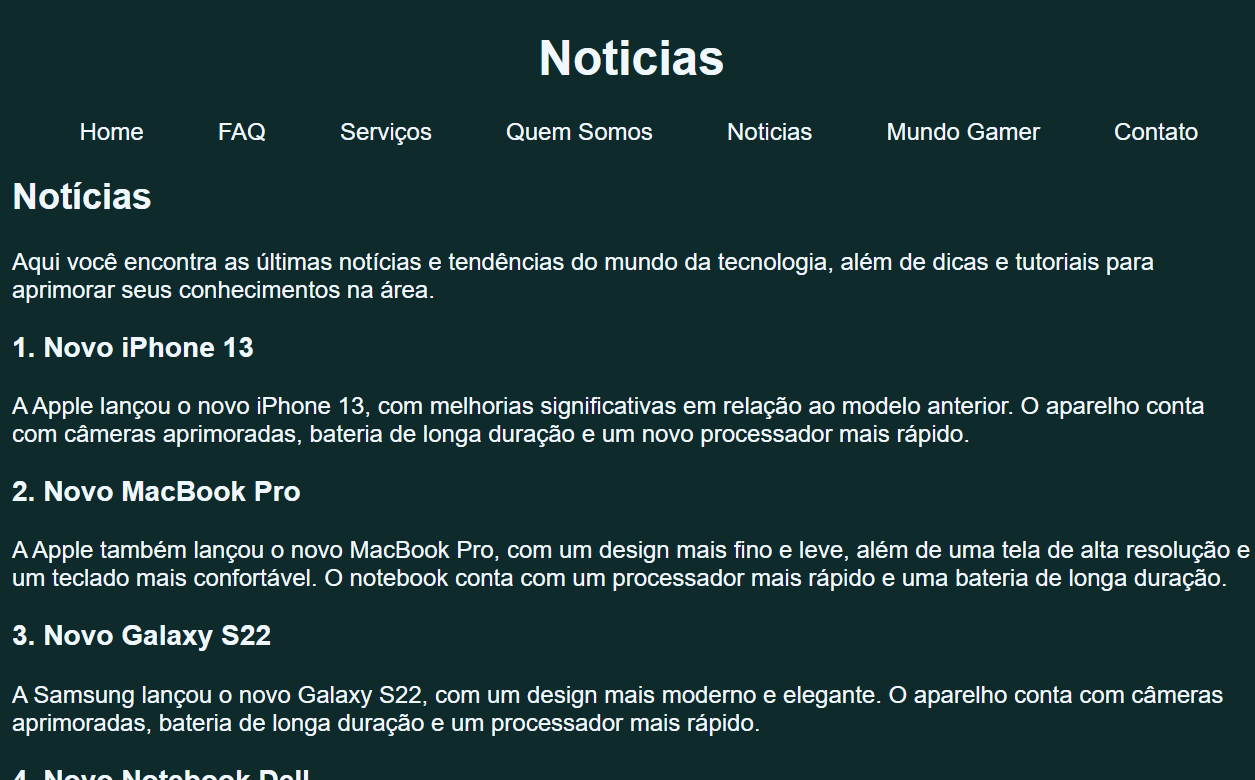 Noticias
Home FAQ Serviços Quem Somos Noticias Mundo Gamer Contato
Notícias
Aqui você encontra as últimas notícias e tendências do mundo da tecnologia, além de dicas e tutoriais para
aprimorar seus conhecimentos na área.
1. Novo iPhone 13
A Apple lançou o novo iPhone 13, com melhorias significativas em relação ao modelo anterior. O aparelho conta
com câmeras aprimoradas, bateria de longa duração e um novo processador mais rápido.
2. Novo MacBook Pro
A Apple também lançou o novo MacBook Pro, com um design mais fino e leve, além de uma tela de alta resolução e
um teclado mais confortável. O notebook conta com um processador mais rápido e uma bateria de longa duração.
3. Novo Galaxy S22
A Samsung lançou o novo Galaxy S22, com um design mais moderno e elegante. O aparelho conta com câmeras
aprimoradas, bateria de longa duração e um processador mais rápido.
4. Novo Notebook Dell